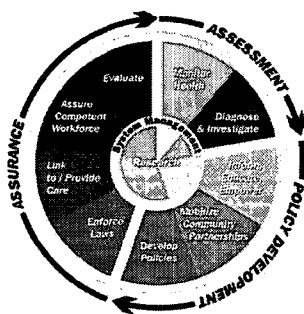 ASSESSMENT
POLICY DEVELOPMENT
ASSURANCE
Evaluate
Monitor
Health
Assure
Competent
Workforce
Diagnose
& Investigate
System Management
Research
Link
to / Provide
Care
Inform,
Educate,
Empower
Enforce
Laws
Mobilize
Community
Partnerships
Develop
Policies